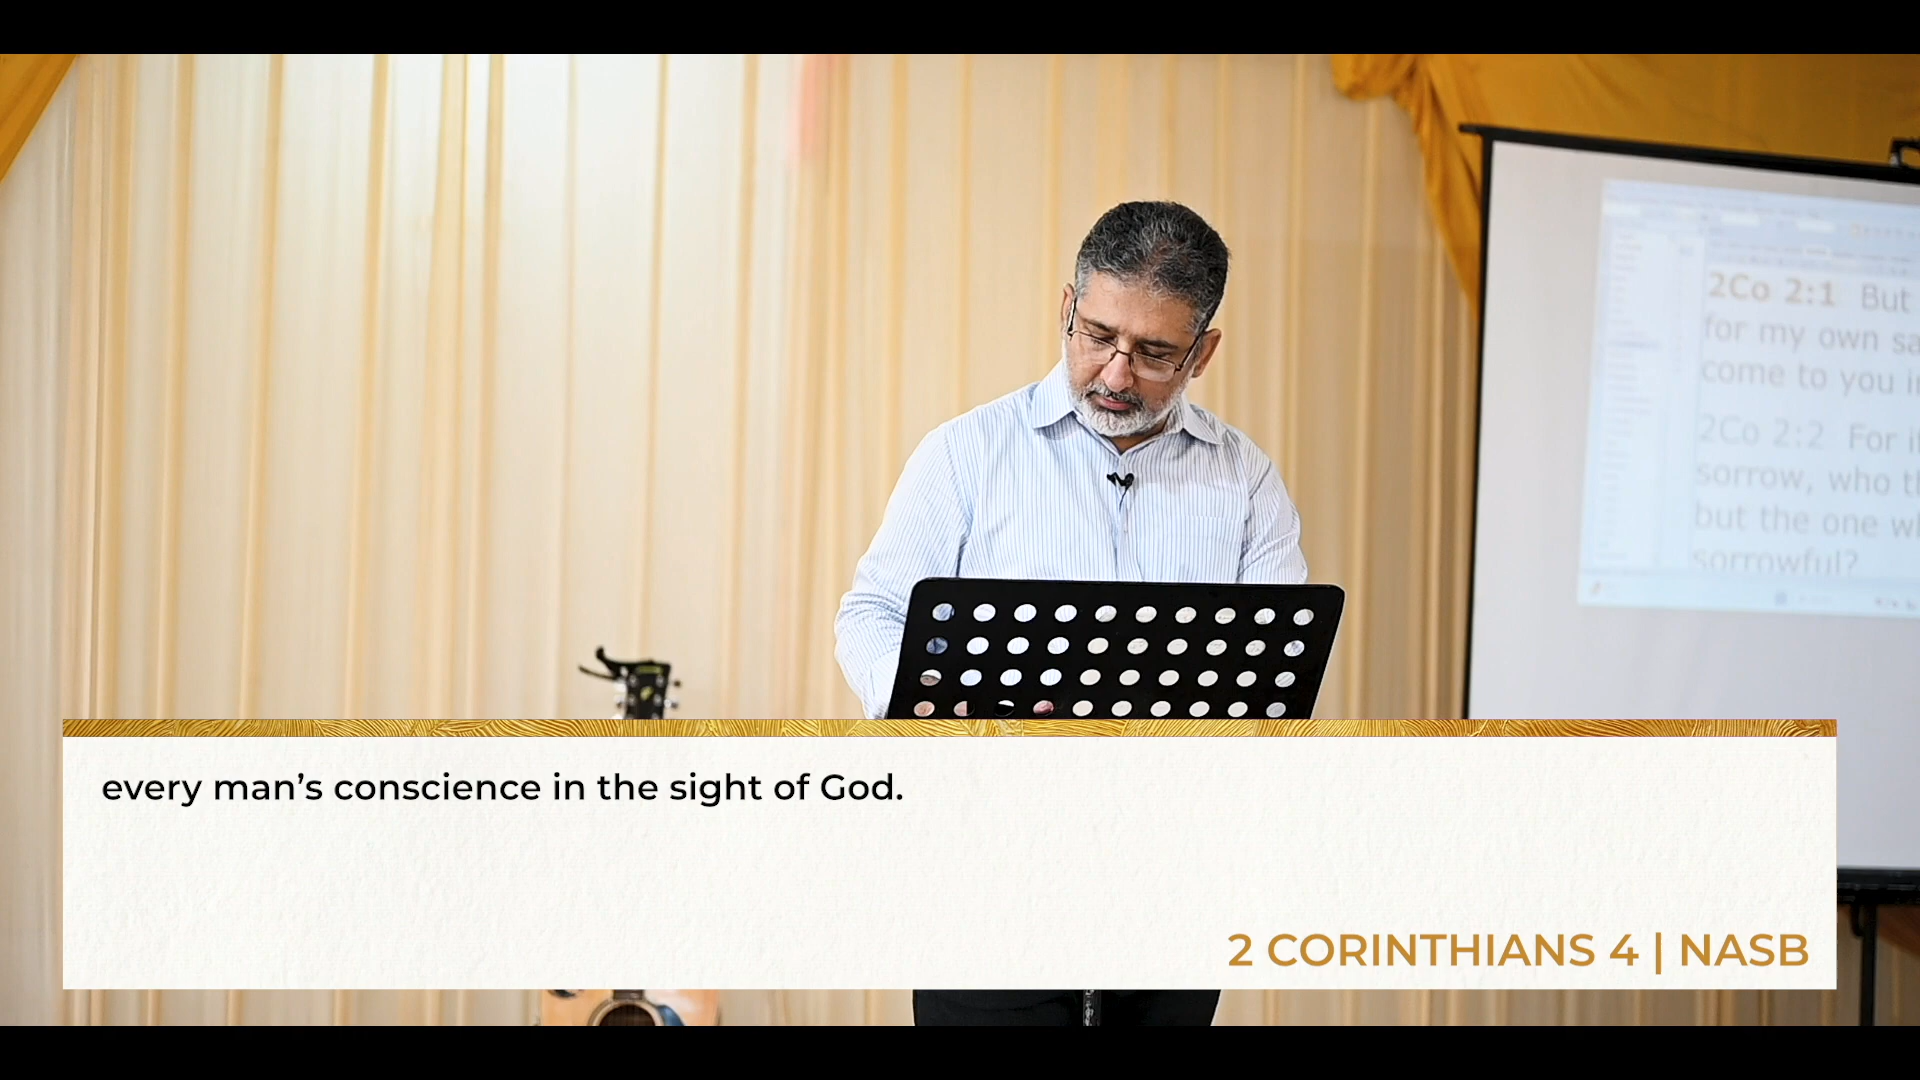 2Co 2:1 But
for my own sa
come to you i
2Co 2:2 For i
sorrow, who t
but the one w
sorrowful?
every man’s conscience in the sight of God.
2 CORINTHIANS 4 | NASB